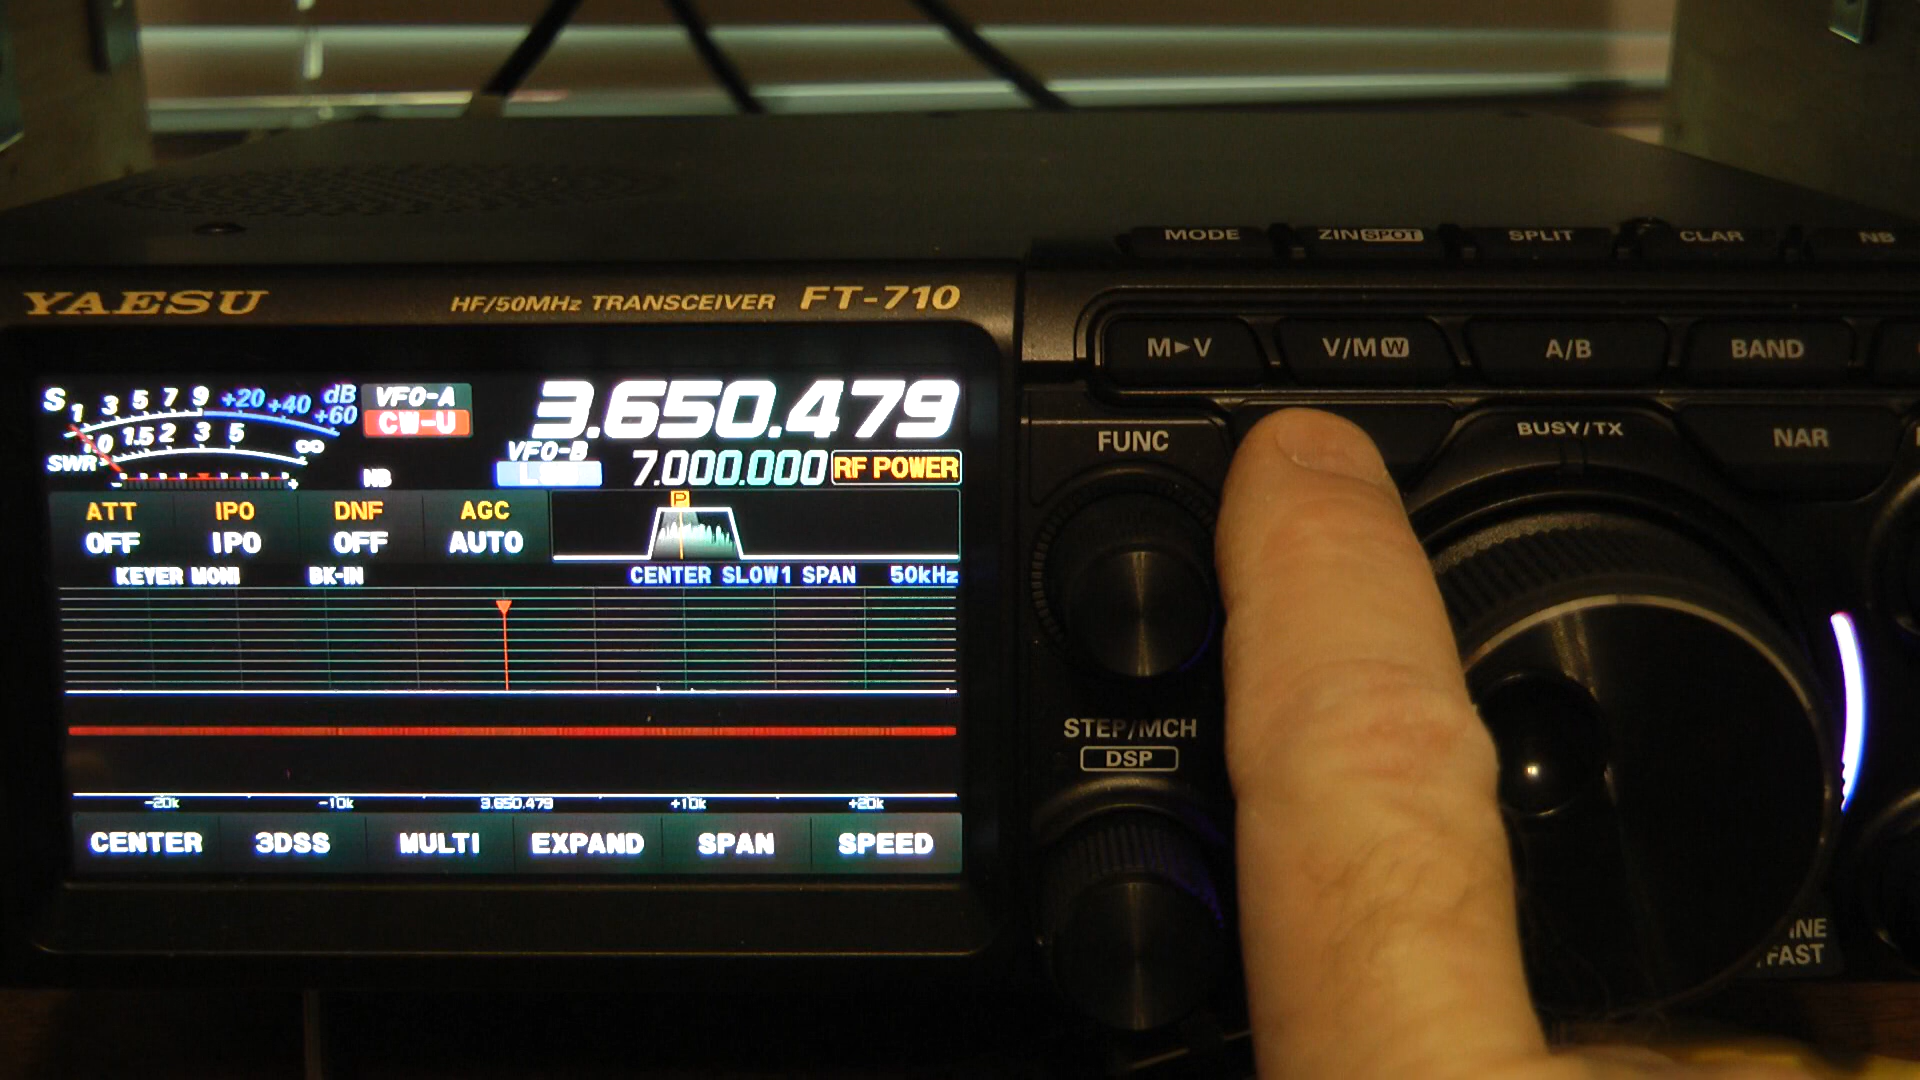 MODE ZIN SPOT SPLIT CLAR NB
YAESU HF/50MHz TRANSCEIVER FT-710
M►V V/M W A/B BAND
S 1 3 5 7 9 +20 +40 +60 dB
VFO-A 3.650.479
CW-U
SWR 1.0 1.5 2 3 5 ∞
VFO-B 7.000.000 RF POWER
NB
FUNC BUSY/TX NAR
ATT IPO DNF AGC P
OFF IPO OFF AUTO
KEYER MONI BK-IN CENTER SLOW1 SPAN 50kHz
STEP/MCH
DSP
-20k -10k 3.650.479 +10k +20k
CENTER 3DSS MULTI EXPAND SPAN SPEED
FAST